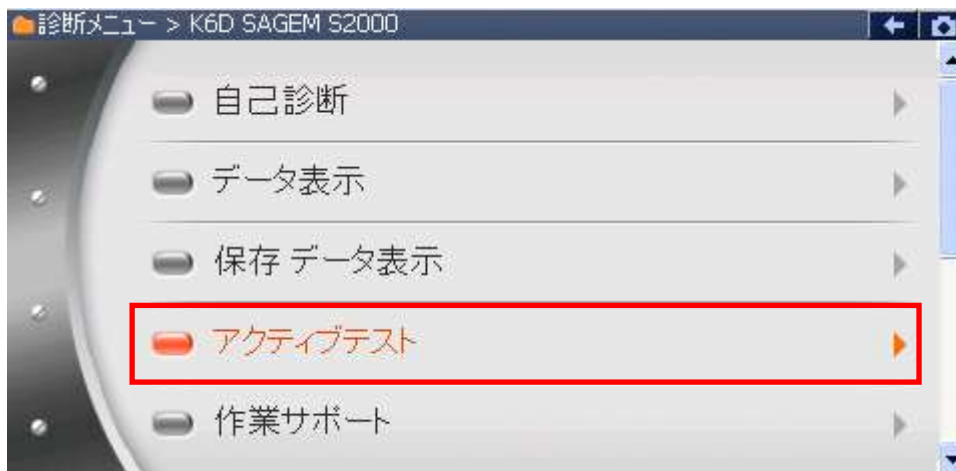 診断メニュー > K6D SAGEM S2000
自己診断
データ表示
保存 データ表示
アクティブテスト
作業サポート